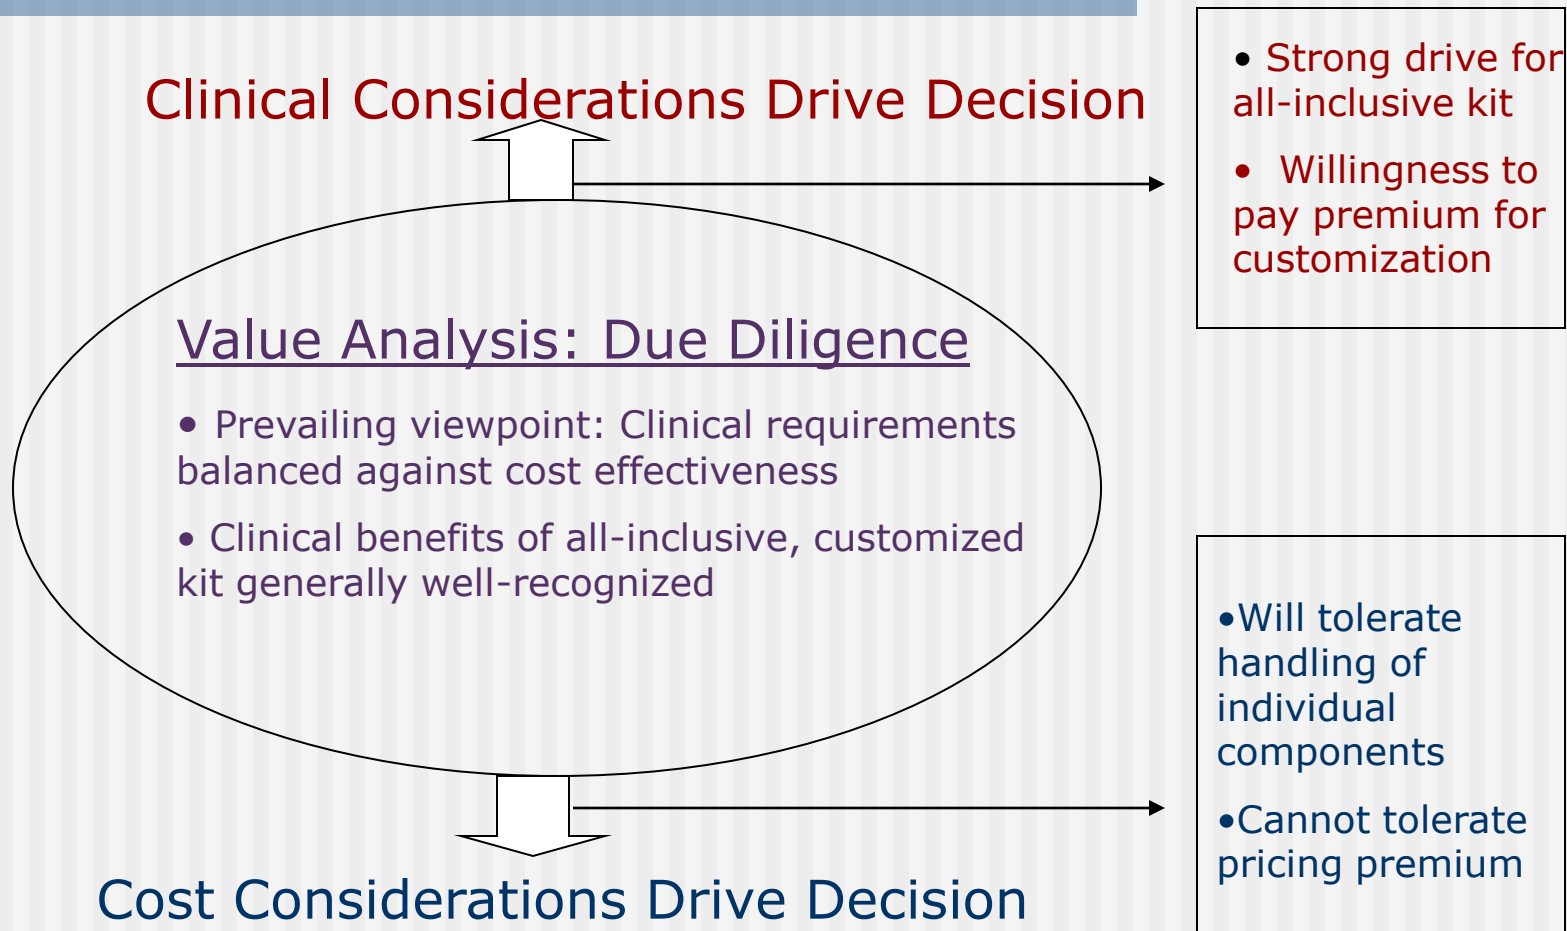 Clinical Considerations Drive Decision
• Strong drive for
all-inclusive kit
• Willingness to
pay premium for
customization
Value Analysis: Due Diligence
• Prevailing viewpoint: Clinical requirements
balanced against cost effectiveness
• Clinical benefits of all-inclusive, customized
kit generally well-recognized
•Will tolerate
handling of
individual
components
•Cannot tolerate
pricing premium
Cost Considerations Drive Decision